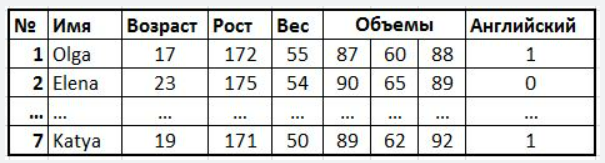 № Имя Возраст Рост Вес Объемы Английский
1 Olga 17 172 55 87 60 88 1
2 Elena 23 175 54 90 65 89 0
... ... ... ... ... ... ... ... ...
7 Katya 19 171 50 89 62 92 1